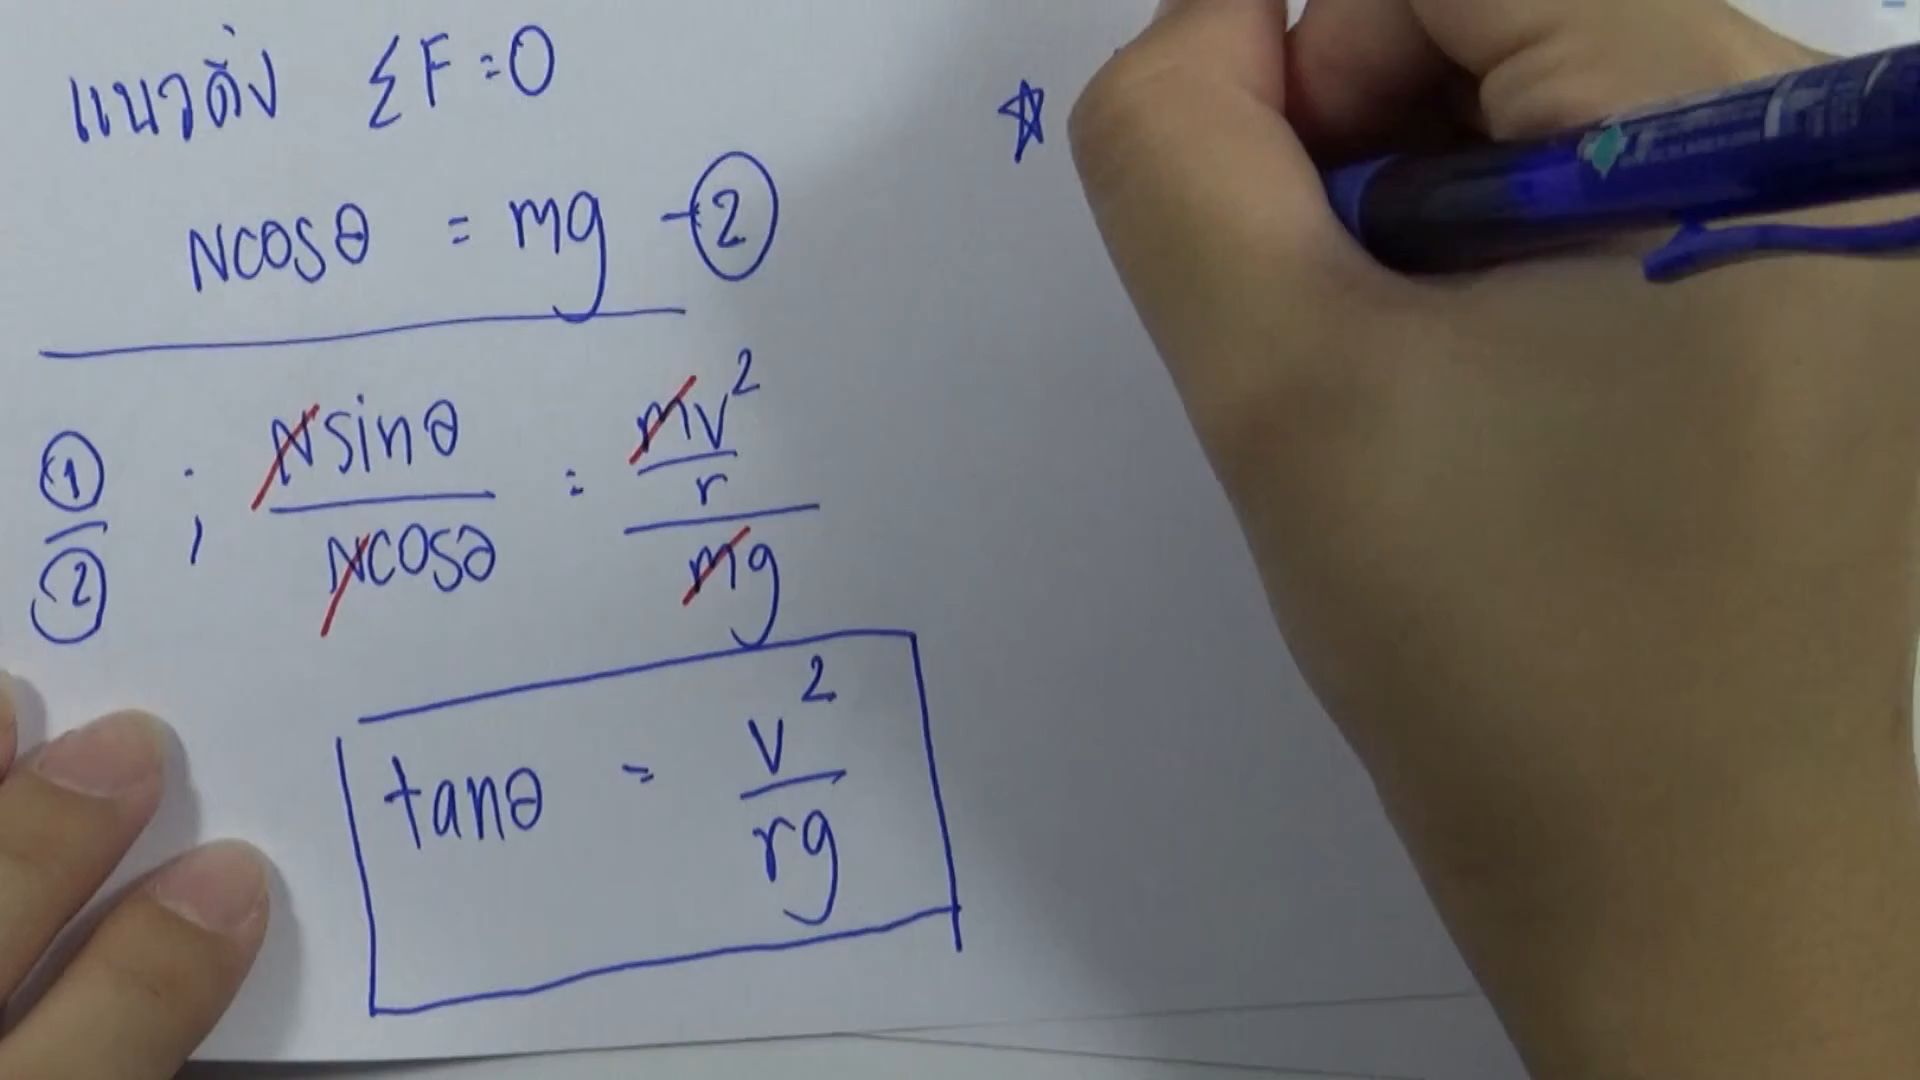 แนวดิ่ง ΣF = 0
Ncosθ = mg -②
①/② ; Nsinθ/Ncosθ = (mv²/r)/mg
tanθ = v²/rg
☆